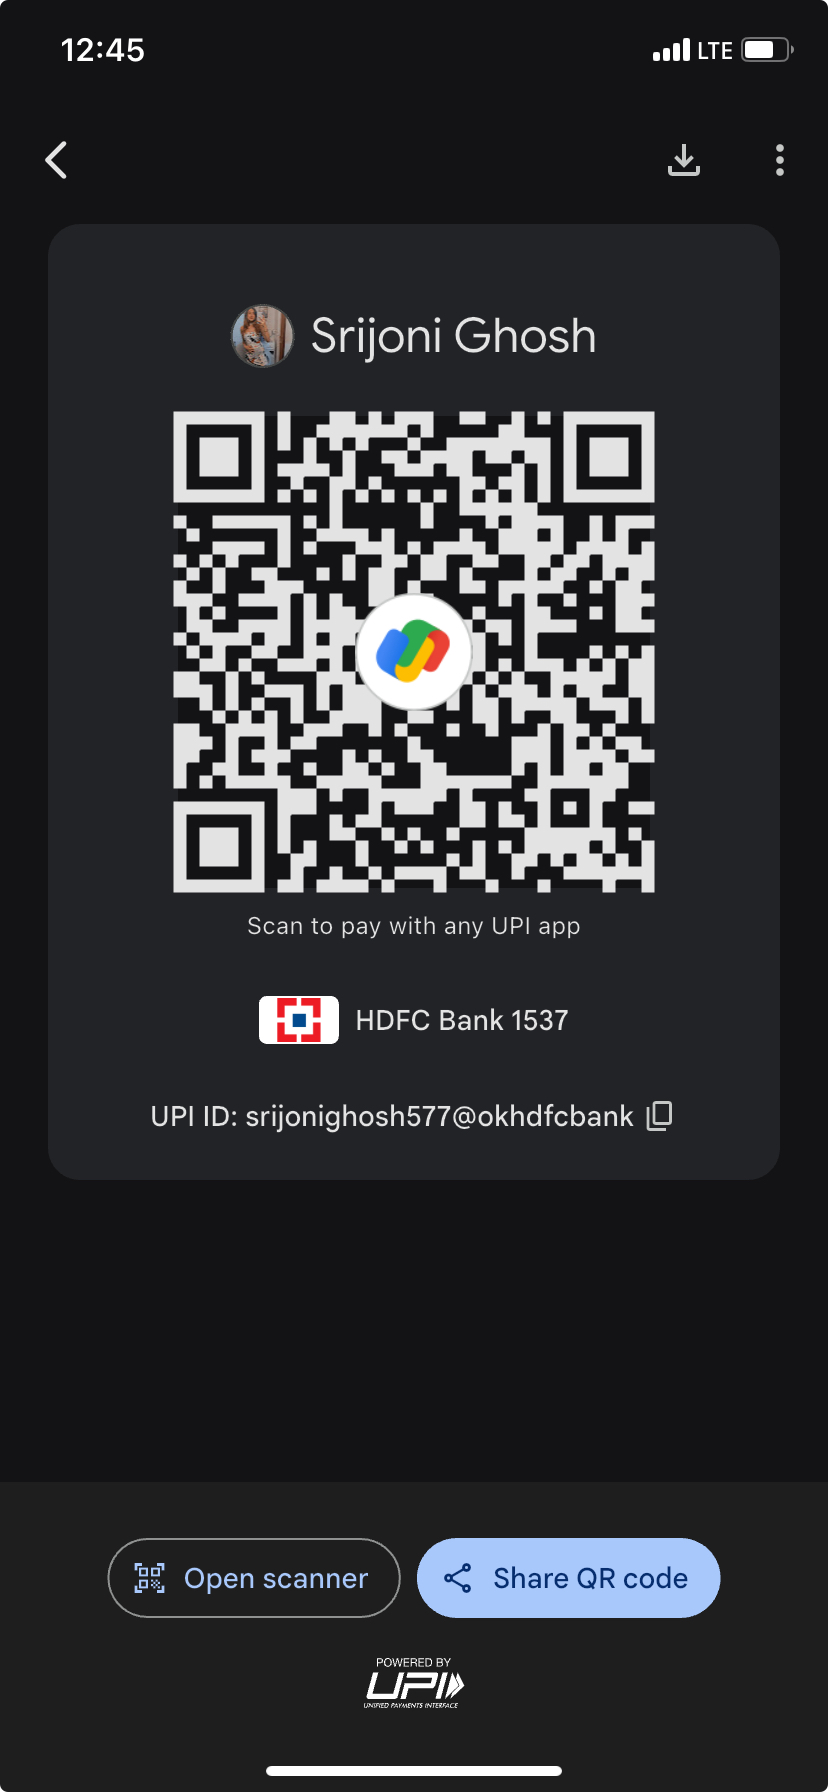 12:45
LTE
Srijoni Ghosh
Scan to pay with any UPI app
HDFC Bank 1537
UPI ID: srijonighosh577@okhdfcbank
Open scanner
Share QR code
POWERED BY
UPI
UNIFIED PAYMENTS INTERFACE